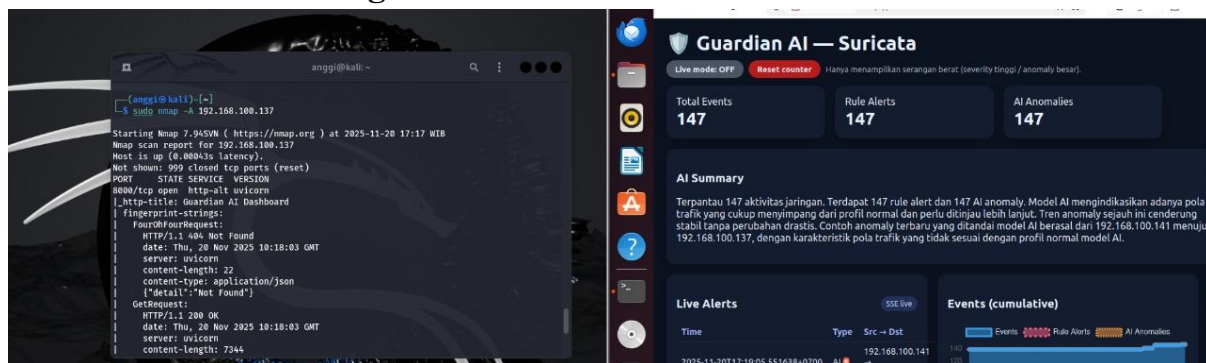 anggi@kali: ~
(anggi㉿kali)-[~]
$ sudo nmap -A 192.168.100.137
Starting Nmap 7.94SVN ( https://nmap.org ) at 2025-11-20 17:17 WIB
Nmap scan report for 192.168.100.137
Host is up (0.00043s latency).
Not shown: 999 closed tcp ports (reset)
PORT STATE SERVICE VERSION
8000/tcp open http-alt uvicorn
|_http-title: Guardian AI Dashboard
| fingerprint-strings:
| FourOhFourRequest:
| HTTP/1.1 404 Not Found
| date: Thu, 20 Nov 2025 10:18:03 GMT
| server: uvicorn
| content-length: 22
| content-type: application/json
| {"detail":"Not Found"}
| GetRequest:
| HTTP/1.1 200 OK
| date: Thu, 20 Nov 2025 10:18:03 GMT
| server: uvicorn
| content-length: 7344
Guardian AI — Suricata
Live mode: OFF Reset counter Hanya menampilkan serangan berat (severity tinggi / anomaly besar).
Total Events Rule Alerts AI Anomalies
147 147 147
AI Summary
Terpantau 147 aktivitas jaringan. Terdapat 147 rule alert dan 147 AI anomaly. Model AI mengindikasikan adanya pola
trafik yang cukup menyimpang dari profil normal dan perlu ditinjau lebih lanjut. Tren anomaly sejauh ini cenderung
stabil tanpa perubahan drastis. Contoh anomaly terbaru yang ditandai model AI berasal dari 192.168.100.141 menuju
192.168.100.137, dengan karakteristik pola trafik yang tidak sesuai dengan profil normal model AI.
Live Alerts SSE live Events (cumulative)
Time Type Src → Dst Events Rule Alerts AI Anomalies
192.168.100.141 140
2025-11-20T17:19:05.551638+0700 AI 120